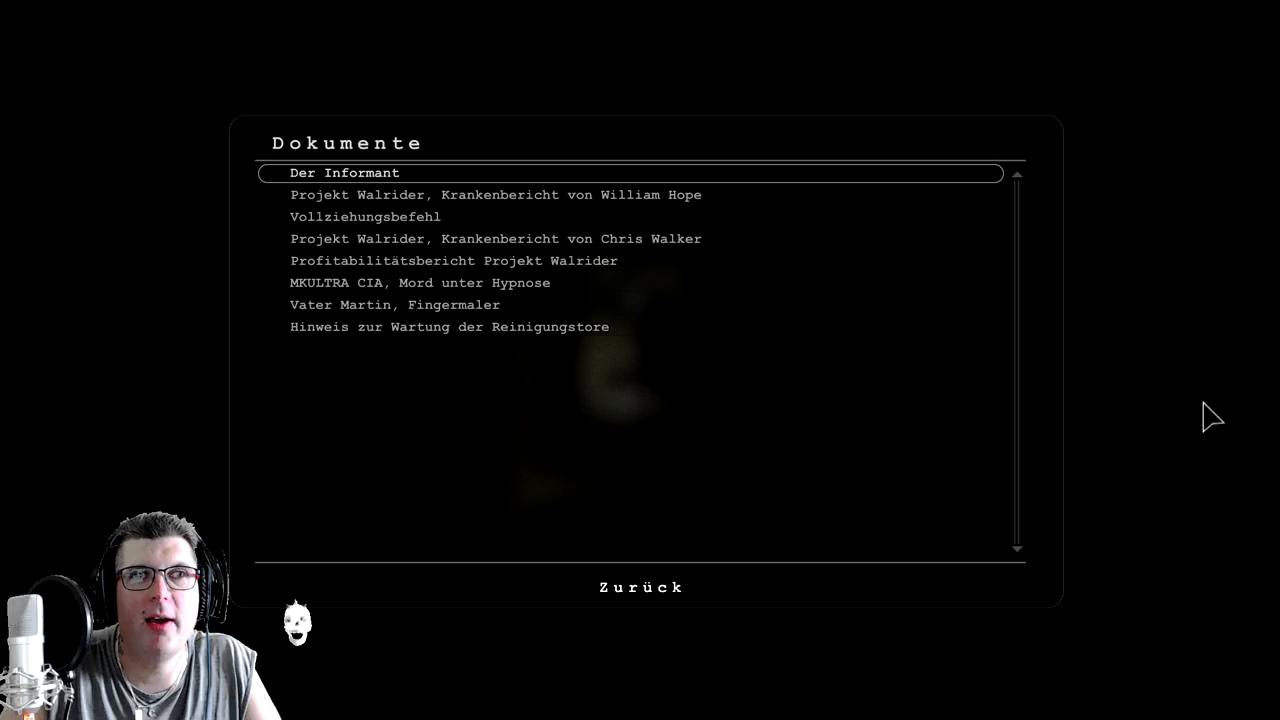 Dokumente
Der Informant
Projekt Walrider, Krankenbericht von William Hope
Vollziehungsbefehl
Projekt Walrider, Krankenbericht von Chris Walker
Profitabilitätsbericht Projekt Walrider
MKULTRA CIA, Mord unter Hypnose
Vater Martin, Fingermaler
Hinweis zur Wartung der Reinigungstore
Zurück